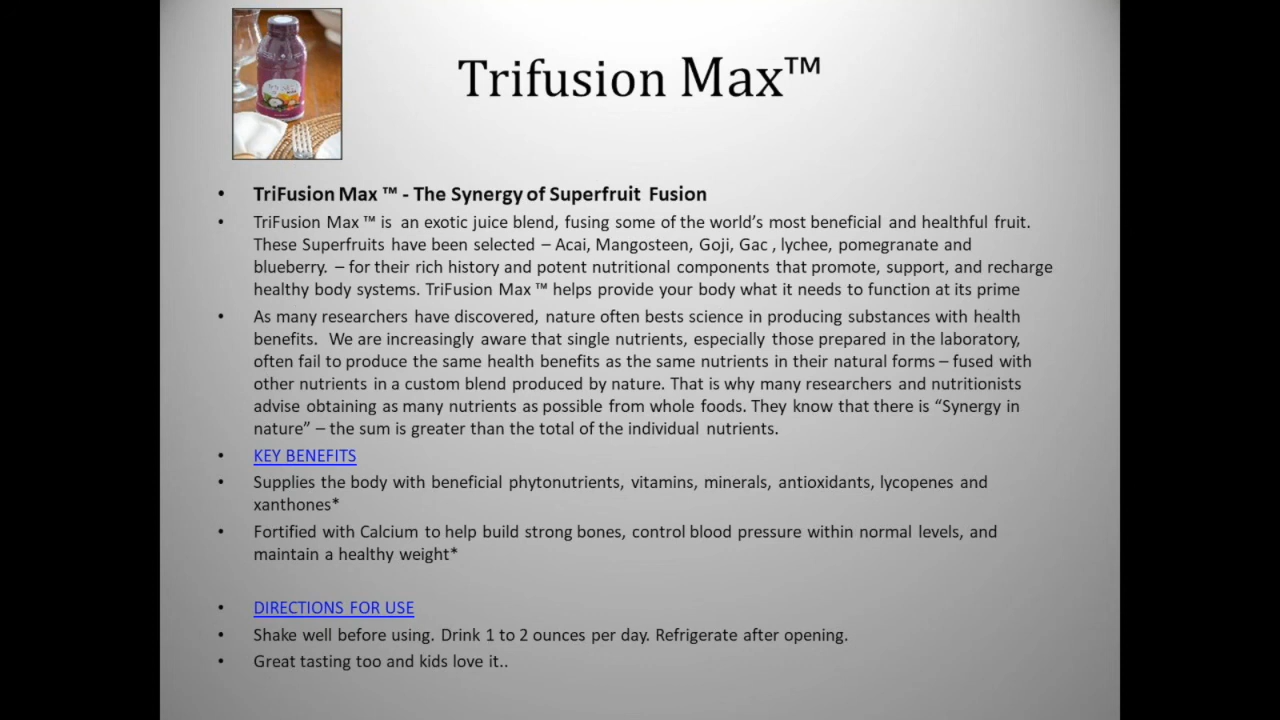 Trifusion Max™
• TriFusion Max ™ - The Synergy of Superfruit Fusion
• TriFusion Max ™ is an exotic juice blend, fusing some of the world’s most beneficial and healthful fruit.
These Superfruits have been selected – Acai, Mangosteen, Goji, Gac , lychee, pomegranate and
blueberry. – for their rich history and potent nutritional components that promote, support, and recharge
healthy body systems. TriFusion Max ™ helps provide your body what it needs to function at its prime
• As many researchers have discovered, nature often bests science in producing substances with health
benefits. We are increasingly aware that single nutrients, especially those prepared in the laboratory,
often fail to produce the same health benefits as the same nutrients in their natural forms – fused with
other nutrients in a custom blend produced by nature. That is why many researchers and nutritionists
advise obtaining as many nutrients as possible from whole foods. They know that there is “Synergy in
nature” – the sum is greater than the total of the individual nutrients.
• KEY BENEFITS
• Supplies the body with beneficial phytonutrients, vitamins, minerals, antioxidants, lycopenes and
xanthones*
• Fortified with Calcium to help build strong bones, control blood pressure within normal levels, and
maintain a healthy weight*
• DIRECTIONS FOR USE
• Shake well before using. Drink 1 to 2 ounces per day. Refrigerate after opening.
• Great tasting too and kids love it..